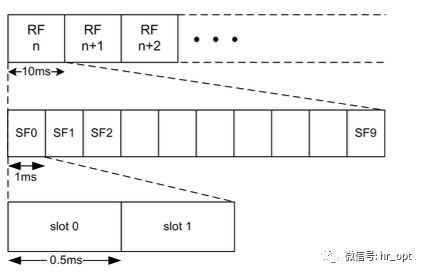 RF
n
RF
n+1
RF
n+2
10ms
SF0
SF1
SF2
SF9
1ms
slot 0
slot 1
0.5ms
微信号: hr_opt